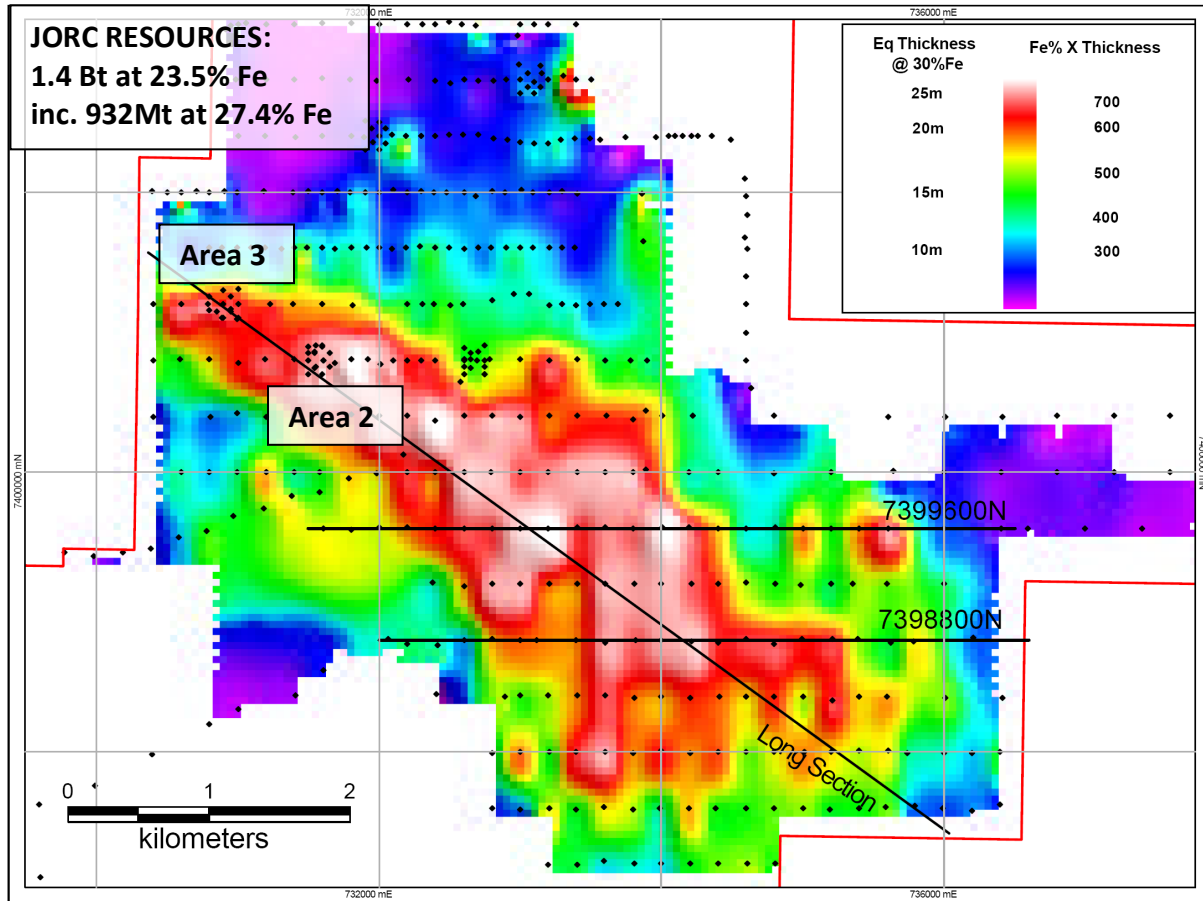 JORC RESOURCES:
1.4 Bt at 23.5% Fe
inc. 932Mt at 27.4% Fe
732000 mE
736000 mE
Eq Thickness
@ 30%Fe
Fe% X Thickness
25m
700
20m
600
500
15m
400
10m
300
Area 3
Area 2
7400000 mN
7400000 mN
7399600N
7398800N
Long Section
0
1
2
kilometers
732000 mE
736000 mE